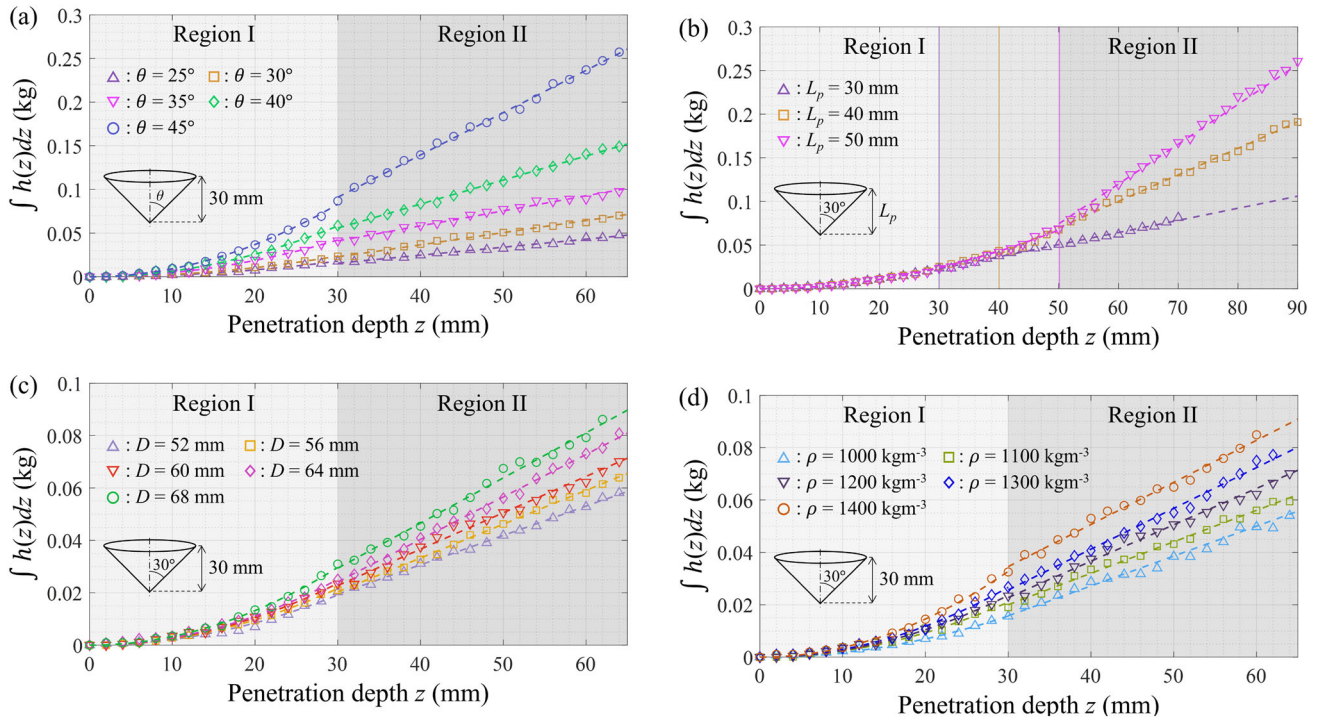 (a)
0.3
0.25
0.2
0.15
0.1
0.05
0
∫ h(z)dz (kg)
Region I
Region II
: θ = 25° : θ = 30°
: θ = 35° : θ = 40°
: θ = 45°
θ
30 mm
0 10 20 30 40 50 60
Penetration depth z (mm)
(b)
0.3
0.25
0.2
0.15
0.1
0.05
0
∫ h(z)dz (kg)
Region I
Region II
: Lp = 30 mm
: Lp = 40 mm
: Lp = 50 mm
30°
Lp
0 10 20 30 40 50 60 70 80 90
Penetration depth z (mm)
(c)
0.1
0.08
0.06
0.04
0.02
0
∫ h(z)dz (kg)
Region I
Region II
: D = 52 mm : D = 56 mm
: D = 60 mm : D = 64 mm
: D = 68 mm
30°
30 mm
0 10 20 30 40 50 60
Penetration depth z (mm)
(d)
0.1
0.08
0.06
0.04
0.02
0
∫ h(z)dz (kg)
Region I
Region II
: ρ = 1000 kgm⁻³ : ρ = 1100 kgm⁻³
: ρ = 1200 kgm⁻³ : ρ = 1300 kgm⁻³
: ρ = 1400 kgm⁻³
30°
30 mm
0 10 20 30 40 50 60
Penetration depth z (mm)